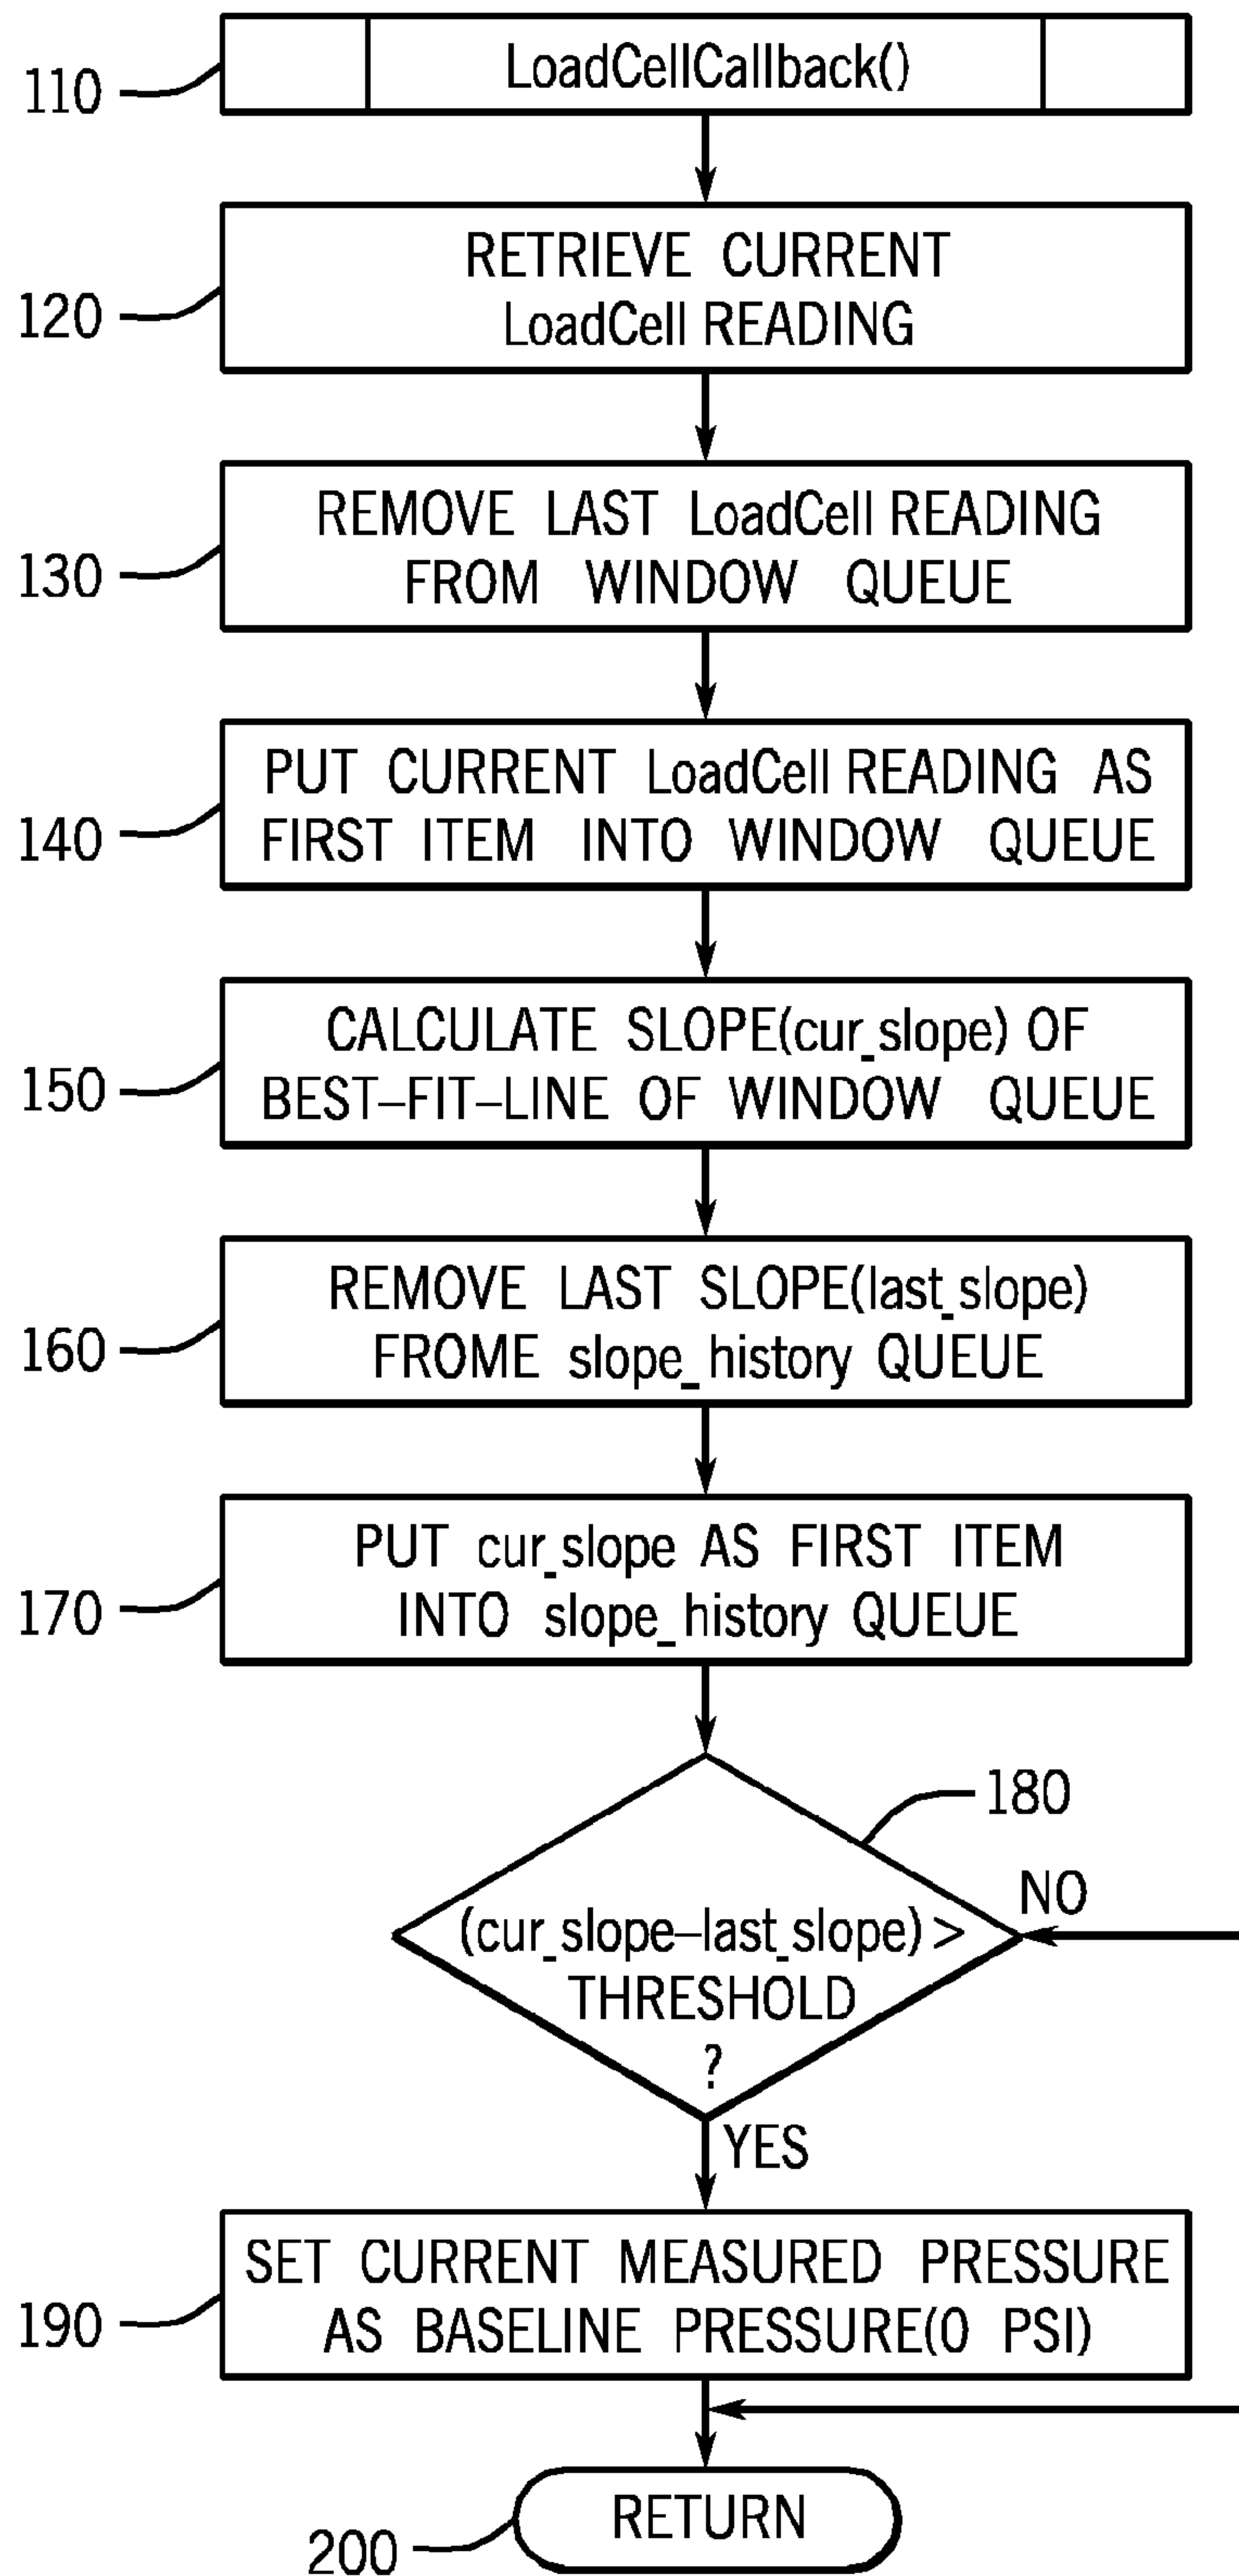 110
LoadCellCallback()
120
RETRIEVE CURRENT
LoadCell READING
130
REMOVE LAST LoadCell READING
FROM WINDOW QUEUE
140
PUT CURRENT LoadCell READING AS
FIRST ITEM INTO WINDOW QUEUE
150
CALCULATE SLOPE(cur_slope) OF
BEST–FIT–LINE OF WINDOW QUEUE
160
REMOVE LAST SLOPE(last_slope)
FROME slope_history QUEUE
170
PUT cur_slope AS FIRST ITEM
INTO slope_history QUEUE
180
NO
(cur_slope–last_slope) >
THRESHOLD
?
YES
190
SET CURRENT MEASURED PRESSURE
AS BASELINE PRESSURE(0 PSI)
200
RETURN